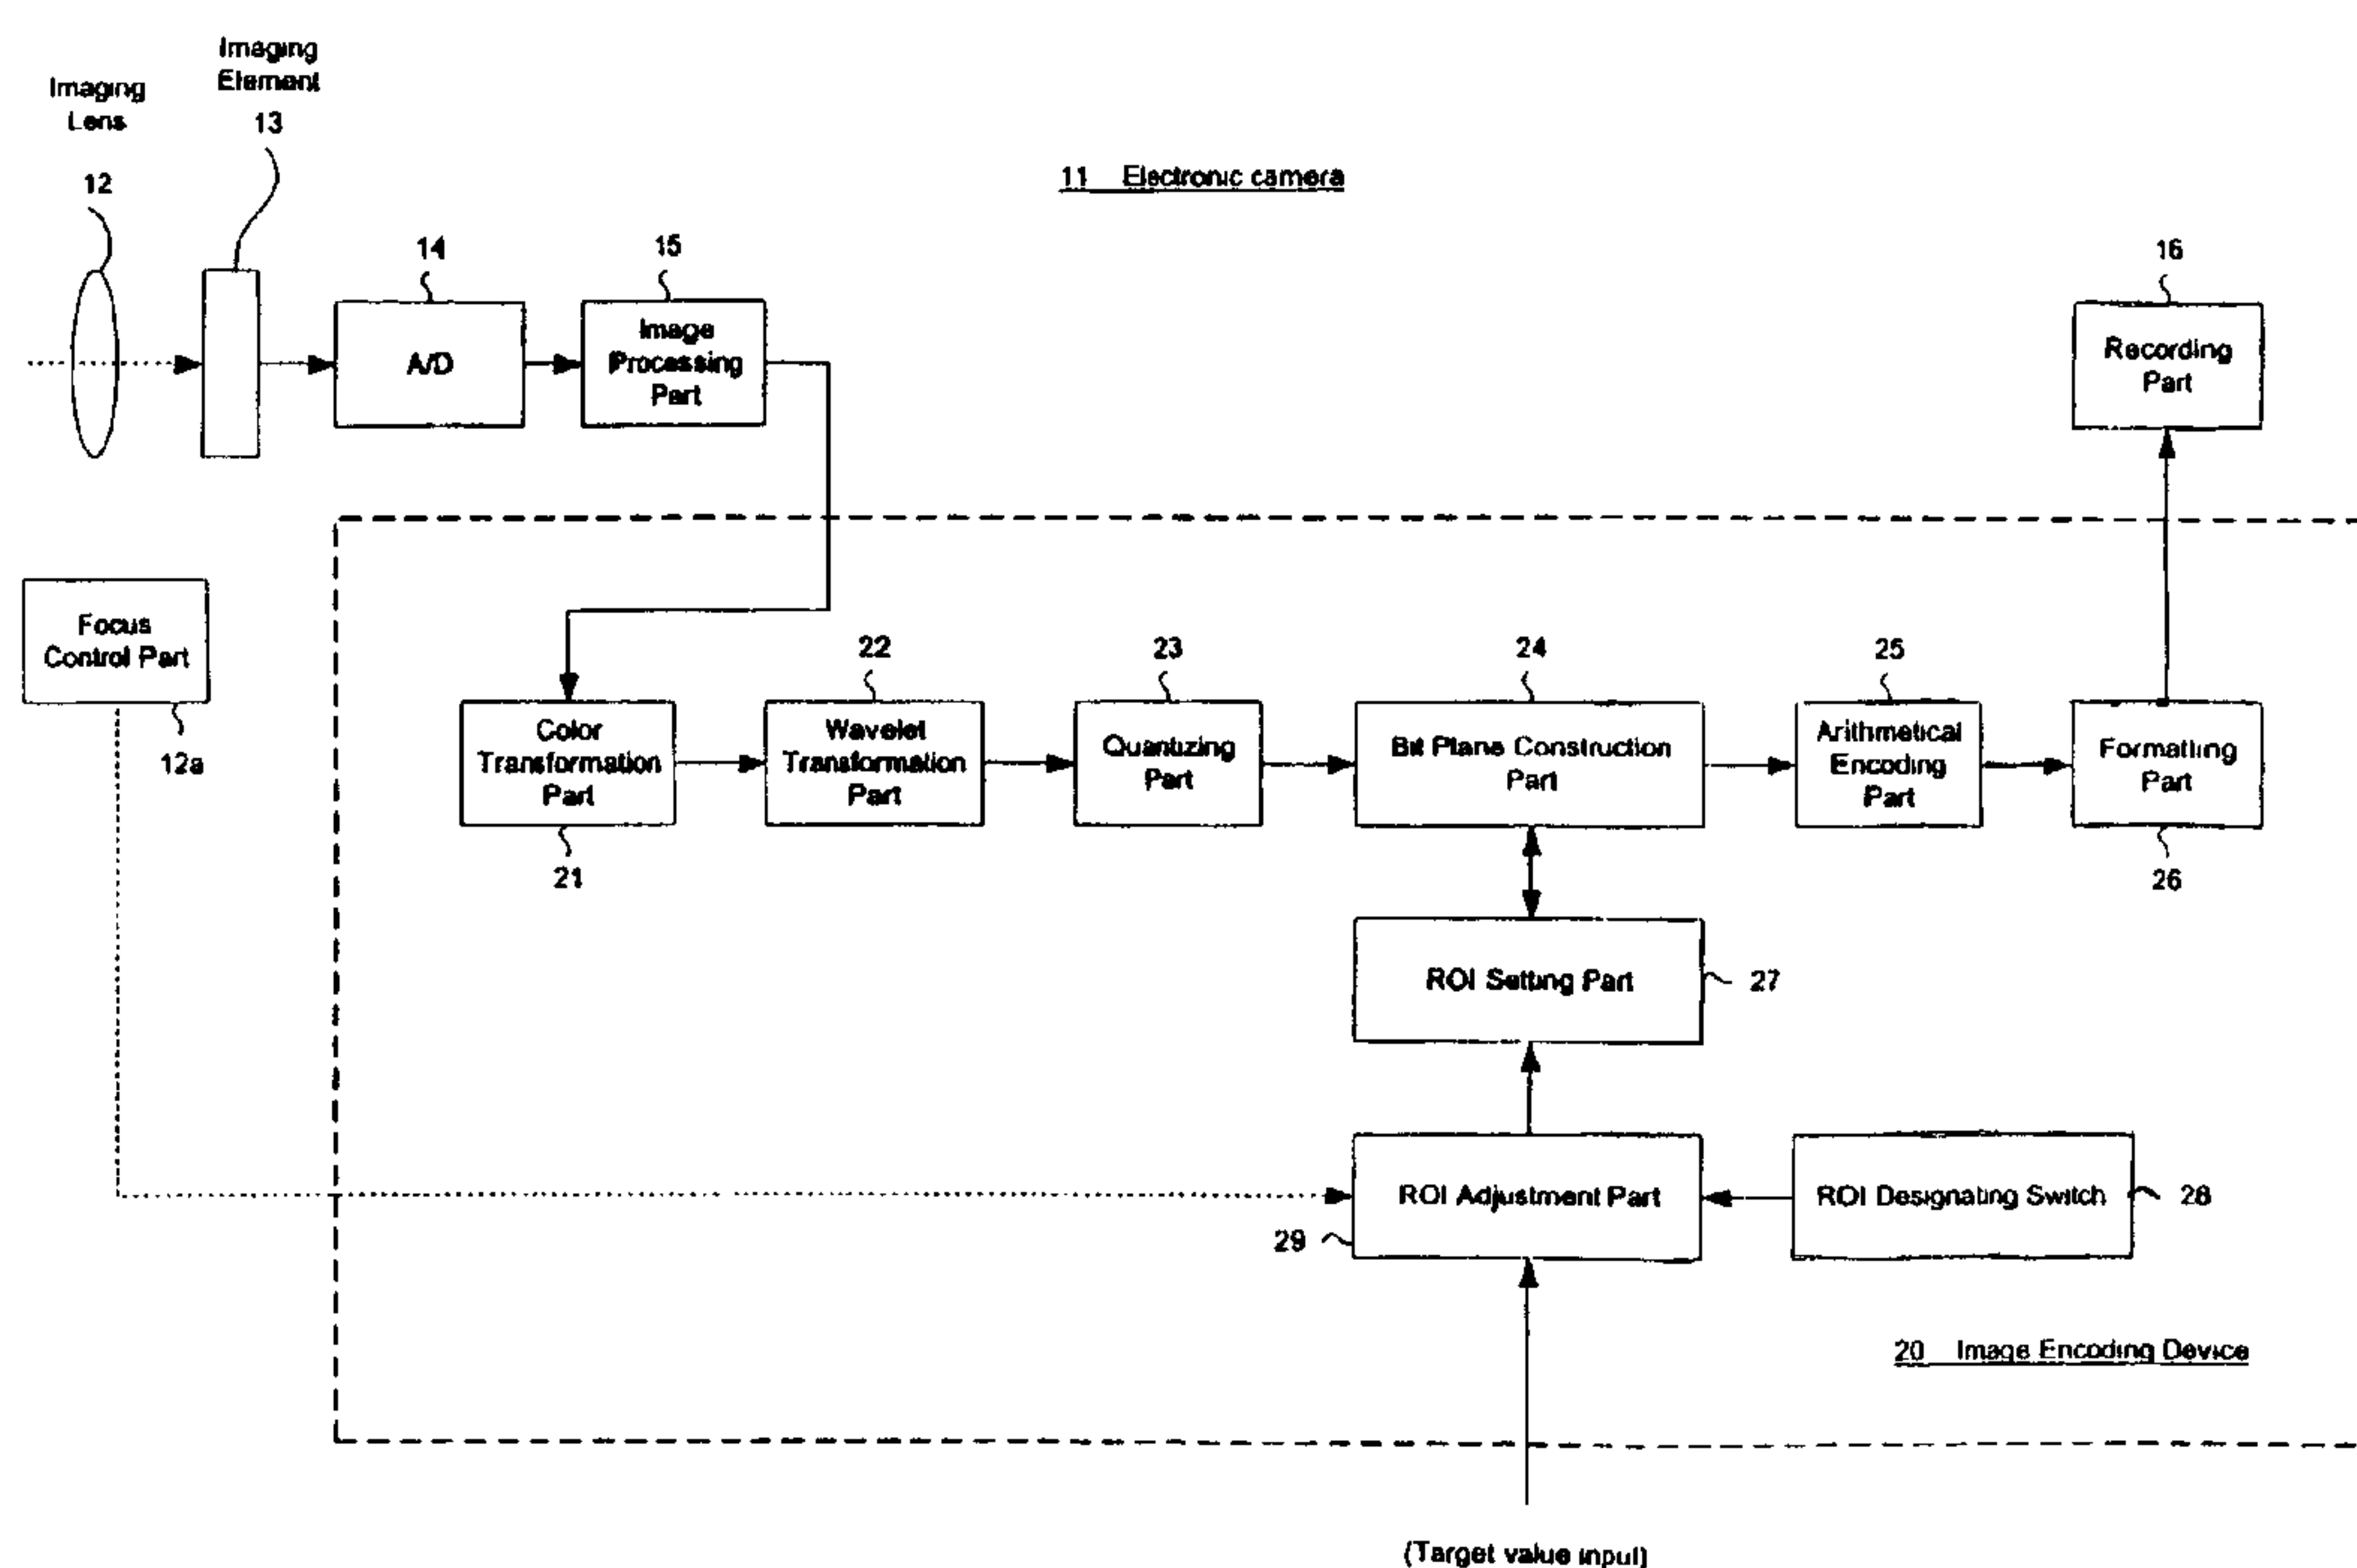 Imaging
Lens
12
Imaging
Element
13
11 Electronic camera
14
A/D
15
Image
Processing
Part
16
Recording
Part
Focus
Control Part
12a
Color
Transformation
Part
21
22
Wavelet
Transformation
Part
23
Quantizing
Part
24
Bit Plane Construction
Part
25
Arithmetical
Encoding
Part
Formatting
Part
26
ROI Setting Part
27
ROI Adjustment Part
29
ROI Designating Switch
28
20 Image Encoding Device
(Target value input)